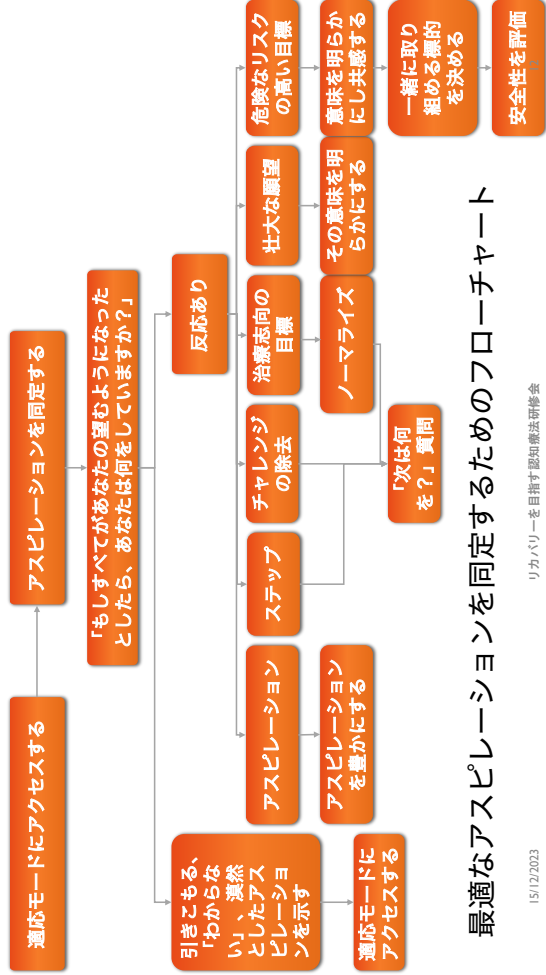 適応モードにアクセスする
アスピレーションを同定する
「もしすべてがあなたの望むようになった
としたら、あなたは何をしていますか？」
引きこもる、
「わからな
い」、漠然
としたアス
ピレーショ
ンを示す
適応モードに
アクセスする
反応あり
アスピレーション
アスピレーション
を豊かにする
ステップ
チャレンジ
の除去
治療志向の
目標
ノーマライズ
「次は何
を？」質問
壮大な願望
その意味を明
らかにする
危険なリスク
の高い目標
意味を明らか
にし共感する
一緒に取り
組める標的
を決める
安全性を評価
最適なアスピレーションを同定するためのフローチャート
15/12/2023
リカバリーを目指す認知療法研修会